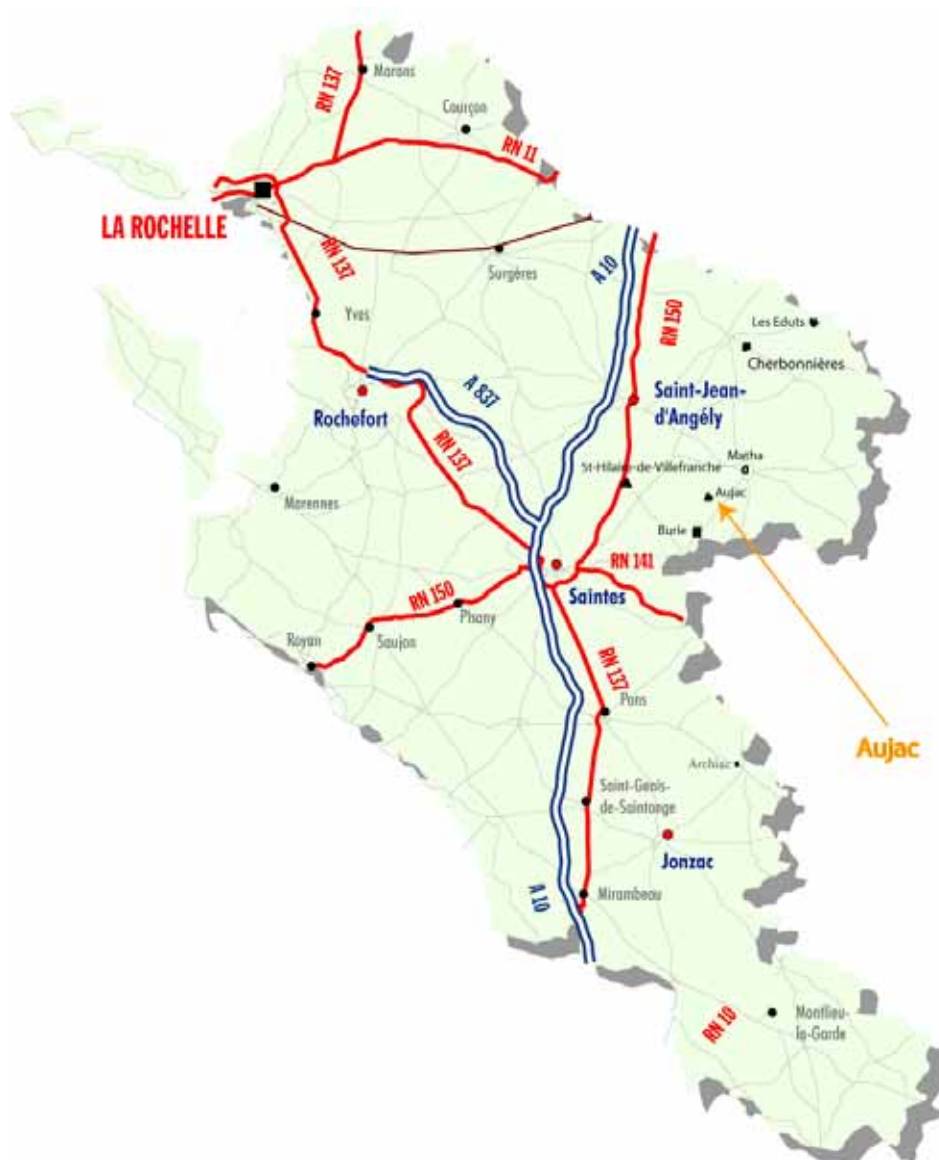 RN 137
Marans
Courçon
RN 11
LA ROCHELLE
RN 137
Surgères
A 10
Yves
RN 150
Les Eduts
Cherbonnières
A 837
Rochefort
Saint-Jean-
d'Angély
RN 137
Matha
St-Hilaire-de-Villefranche
Marennes
Aujac
Burie
RN 141
RN 150
Saintes
Pisany
Royan
Saujon
RN 137
Pons
Aujac
Archiac
Saint-Genis-
de-Saintonge
Jonzac
A 10
Mirambeau
RN 10
Montlieu-
la-Garde